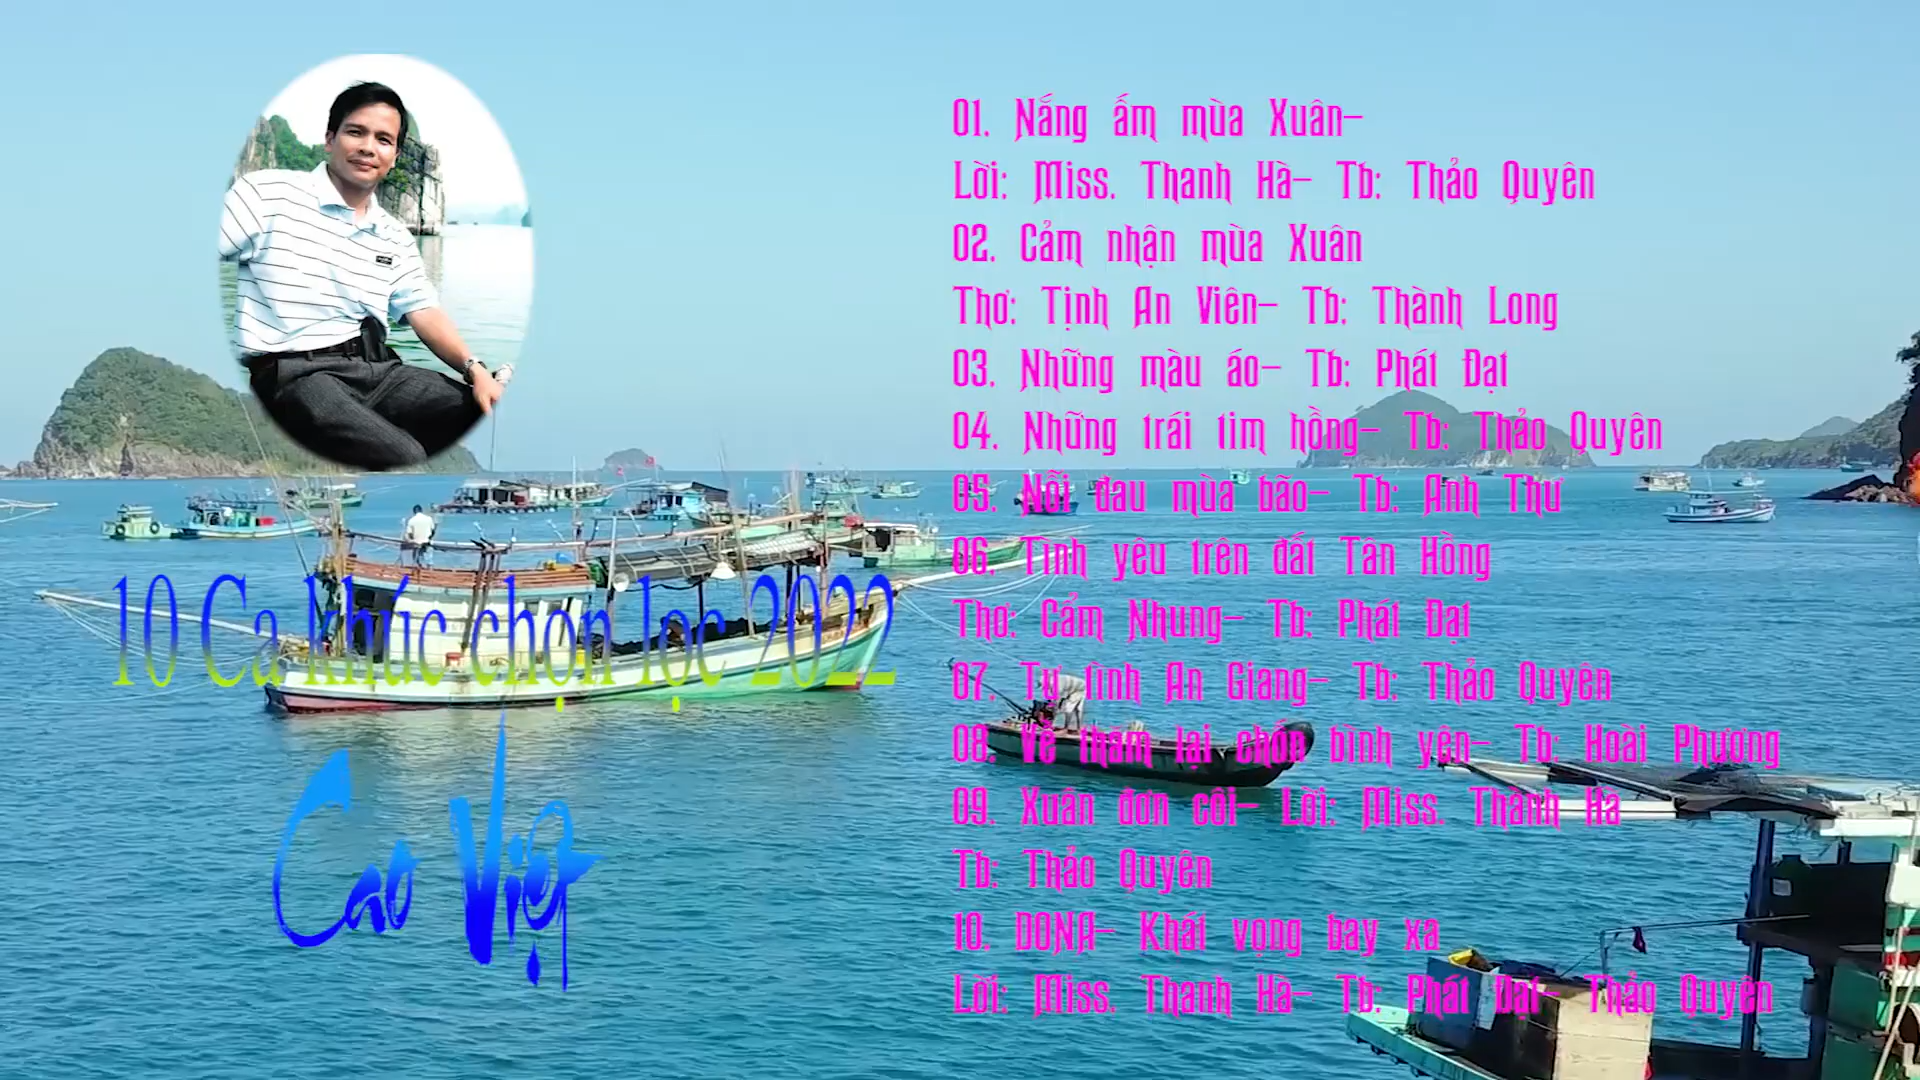 10 Ca khúc chọn lọc 2022
Cao Việt
01. Nắng ấm mùa Xuân-
Lời: Miss. Thanh Hà- Tb: Thảo Quyên
02. Cảm nhận mùa Xuân
Thơ: Tịnh An Viên- Tb: Thành Long
03. Những màu áo- Tb: Phát Đạt
04. Những trái tim hồng- Tb: Thảo Quyên
05. Nỗi đau mùa bão- Tb: Anh Thư
06. Tình yêu trên đất Tân Hồng
Thơ: Cẩm Nhung- Tb: Phát Đạt
07. Tự tình An Giang- Tb: Thảo Quyên
08. Về thăm lại chốn bình yên- Tb: Hoài Phương
09. Xuân đơn côi- Lời: Miss. Thành Hà
Tb: Thảo Quyên
10. DONA- Khát vọng bay xa
Lời: Miss. Thanh Hà- Tb: Phát Đạt- Thảo Quyên